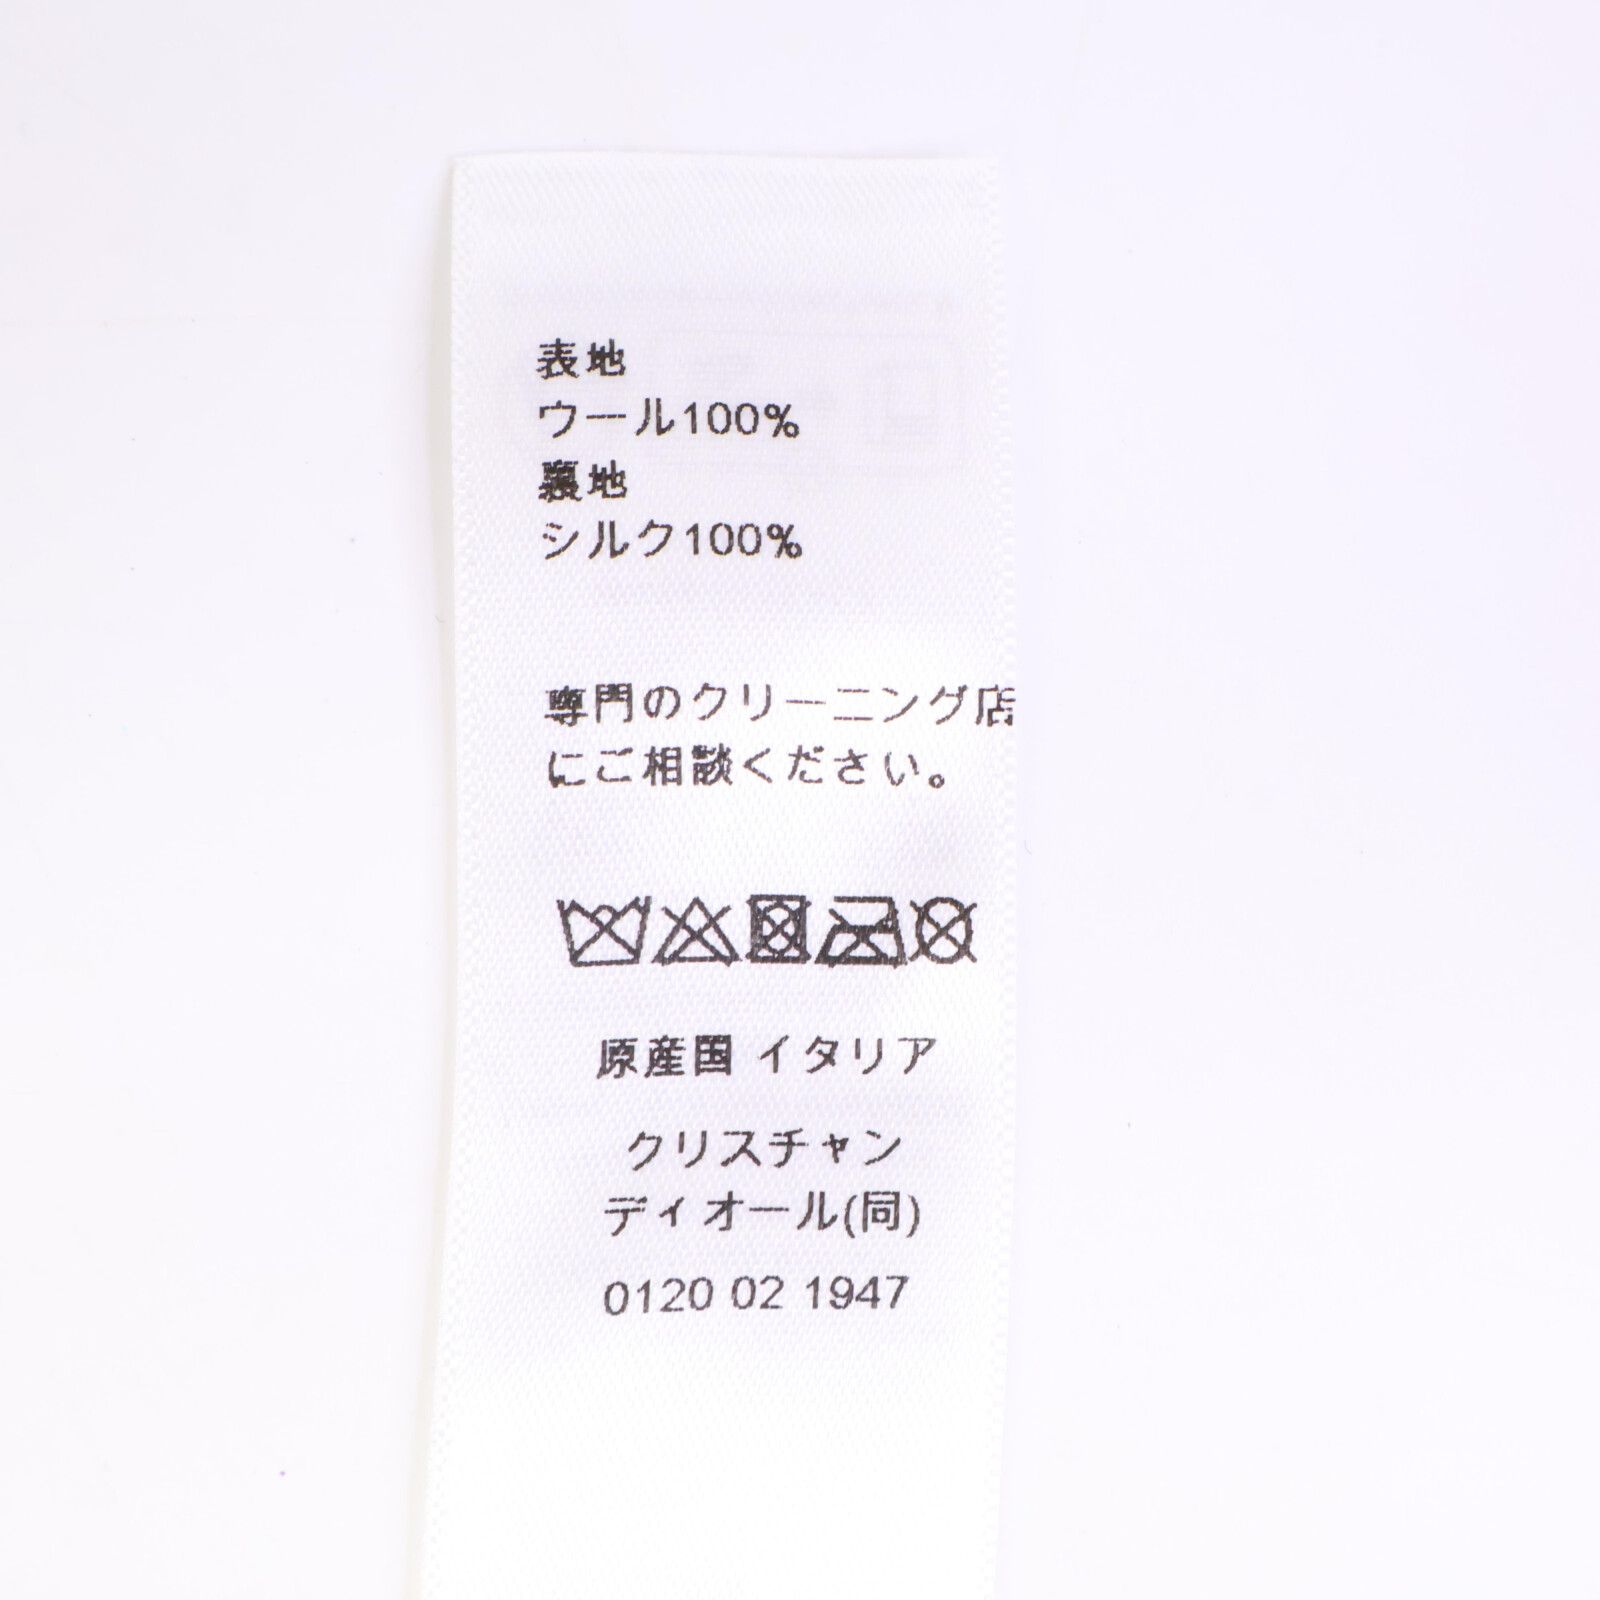 表地
ウール100%
裏地
シルク100%
専門のクリーニング店
にご相談ください。
原産国 イタリア
クリスチャン
ディオール(同)
0120 02 1947